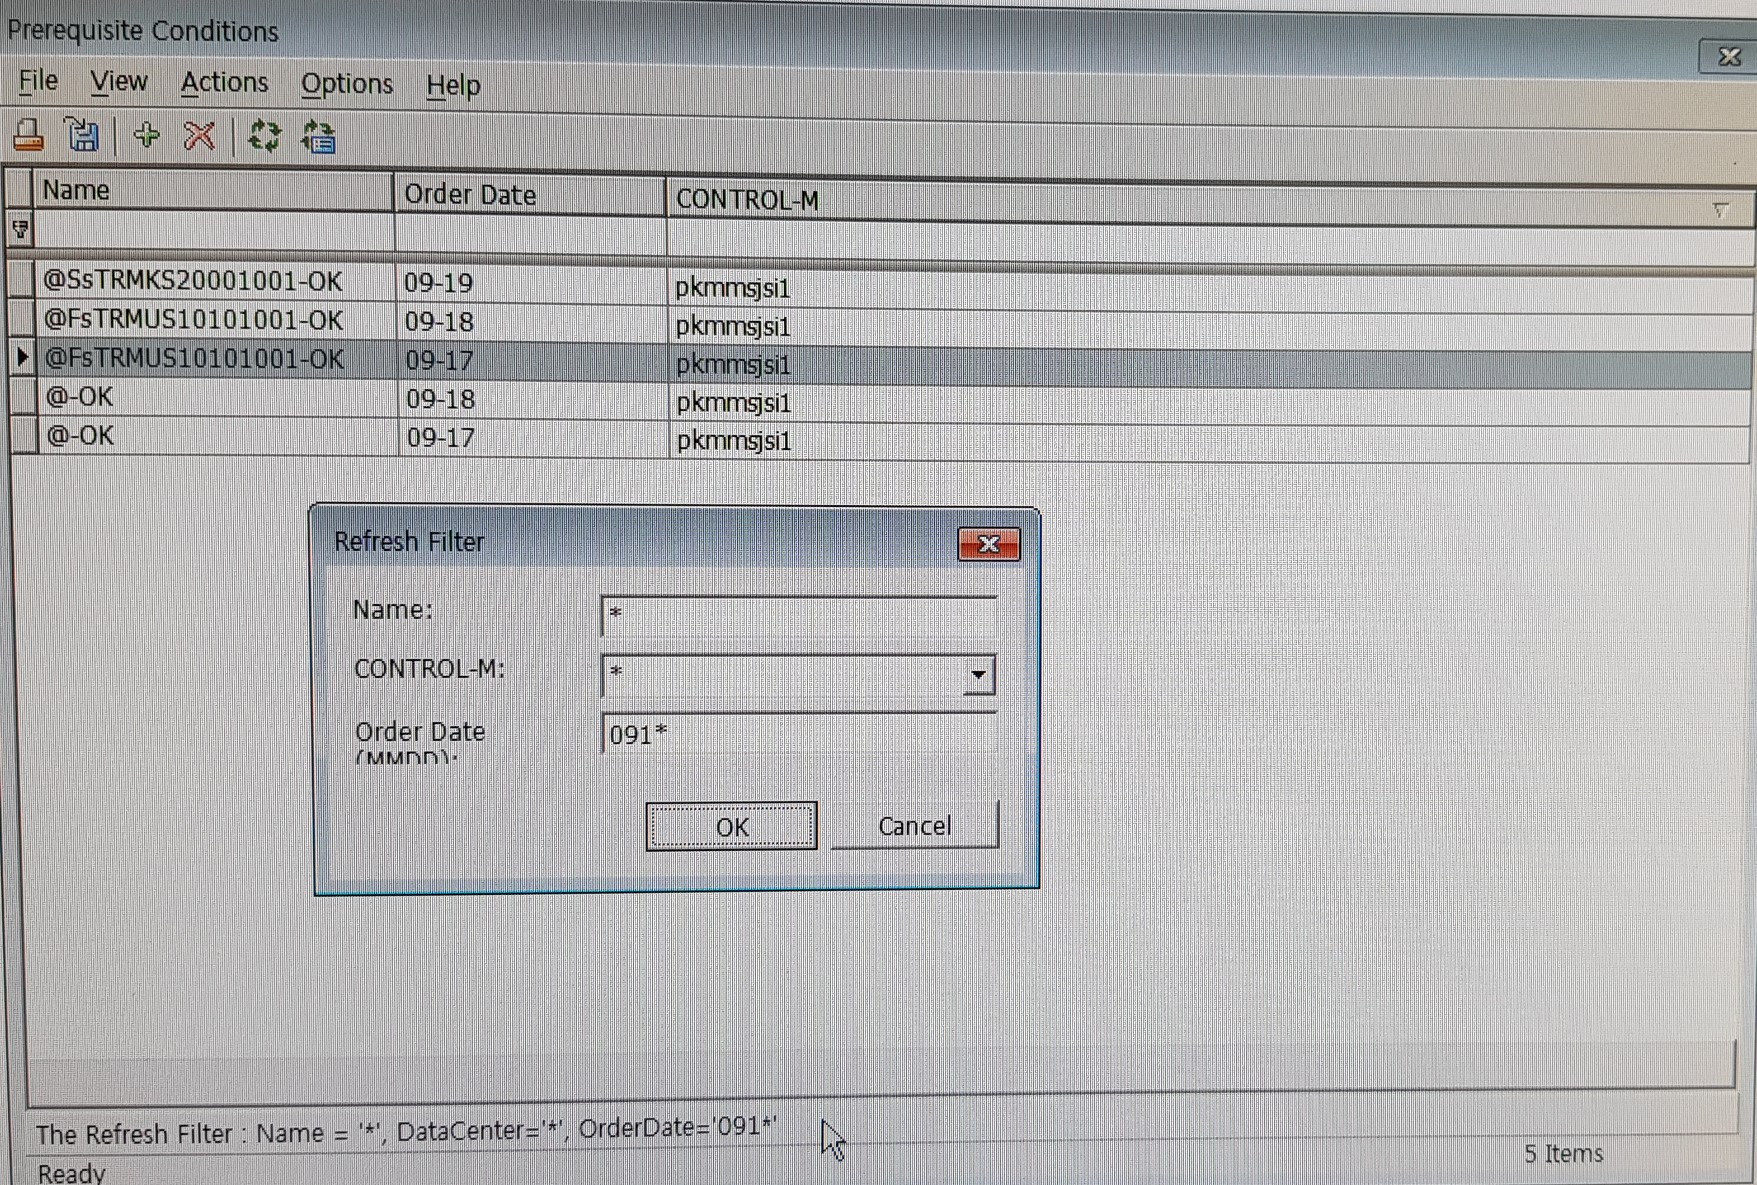 Prerequisite Conditions
File View Actions Options Help
Name Order Date CONTROL-M
@SsTRMKS20001001-OK 09-19 pkmmsjsi1
@FsTRMUS10101001-OK 09-18 pkmmsjsi1
@FsTRMUS10101001-OK 09-17 pkmmsjsi1
@-OK 09-18 pkmmsjsi1
@-OK 09-17 pkmmsjsi1
Refresh Filter
Name: *
CONTROL-M: *
Order Date 091*
(MMDD):
OK Cancel
The Refresh Filter : Name = '*', DataCenter='*', OrderDate='091*'
5 Items
Ready